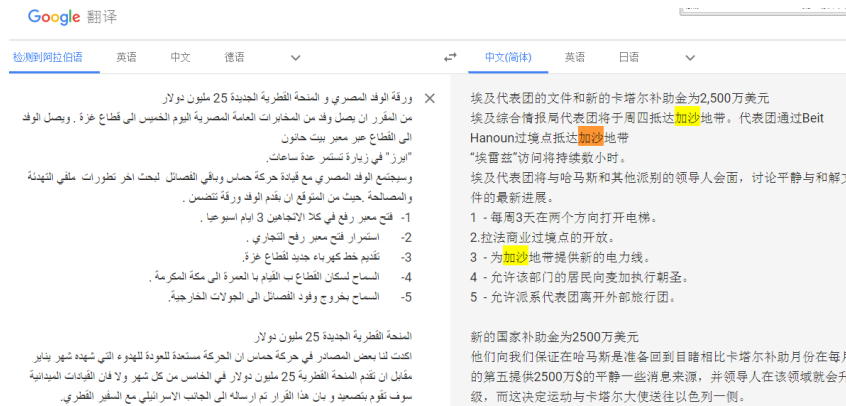 Google 翻译
检测到阿拉伯语 英语 中文 德语
中文(简体) 英语 日语
ورقة الوفد المصري و المنحة القطرية الجديدة 25 مليون دولار
من المقرر ان يصل وفد من المخابرات العامة المصرية اليوم الخميس الى قطاع غزة . ويصل الوفد
الى القطاع عبر معبر بيت حانون
"ايرز" في زيارة تستمر عدة ساعات.
وسيجتمع الوفد المصري مع قيادة حركة حماس وباقي الفصائل لبحث اخر تطورات ملفي التهدئة
والمصالحة .حيث من المتوقع ان يقدم الوفد ورقة تتضمن .
1- فتح معبر رفع في كلا الاتجاهين 3 ايام اسبوعيا .
2- استمرار فتح معبر رفح التجاري .
3- تقديم خط كهرباء جديد لقطاع غزة.
4- السماح لسكان القطاع ب القيام با العمرة الى مكة المكرمة .
5- السماح بخروج وفود الفصائل الى الجولات الخارجية.
المنحة القطرية الجديدة 25 مليون دولار
اكدت لنا بعض المصادر في حركة حماس ان الحركة مستعدة للعودة للهدوء التي شهده شهر يناير
مقابل ان تقدم المنحة القطرية 25 مليون دولار في الخامس من كل شهر ولا فان القيادات الميدانية
سوف تقوم بتصعيد و بان هذا القرار تم ارساله الى الجانب الاسرائيلي مع السفير القطري.
埃及代表团的文件和新的卡塔尔补助金为2,500万美元
埃及综合情报局代表团将于周四抵达加沙地带。代表团通过Beit
Hanoun过境点抵达加沙地带
“埃雷兹”访问将持续数小时。
埃及代表团将与哈马斯和其他派别的领导人会面，讨论平静与和解文
件的最新进展。
1 - 每周3天在两个方向打开电梯。
2.拉法商业过境点的开放。
3 - 为加沙地带提供新的电力线。
4 - 允许该部门的居民向麦加执行朝圣。
5 - 允许派系代表团离开外部旅行团。
新的国家补助金为2500万美元
他们向我们保证在哈马斯是准备回到目睹相比卡塔尔补助月份在每月
的第五提供2500万$的平静一些消息来源，并领导人在该领域就会升
级，而这决定运动与卡塔尔大使送往以色列一侧。